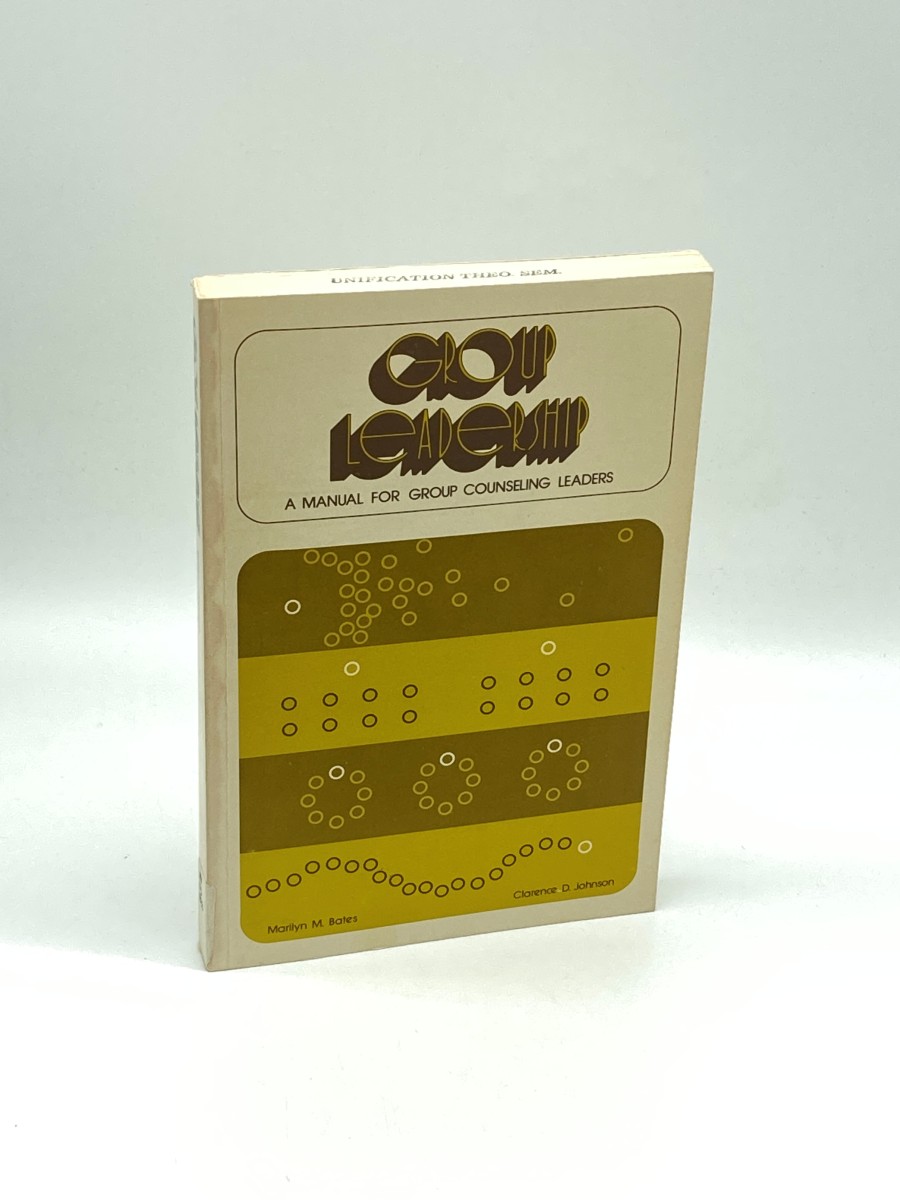 UNIFICATION THEO. SEM.
GROUP
LEADERSHIP
A MANUAL FOR GROUP COUNSELING LEADERS
Marilyn M. Bates
Clarence D. Johnson